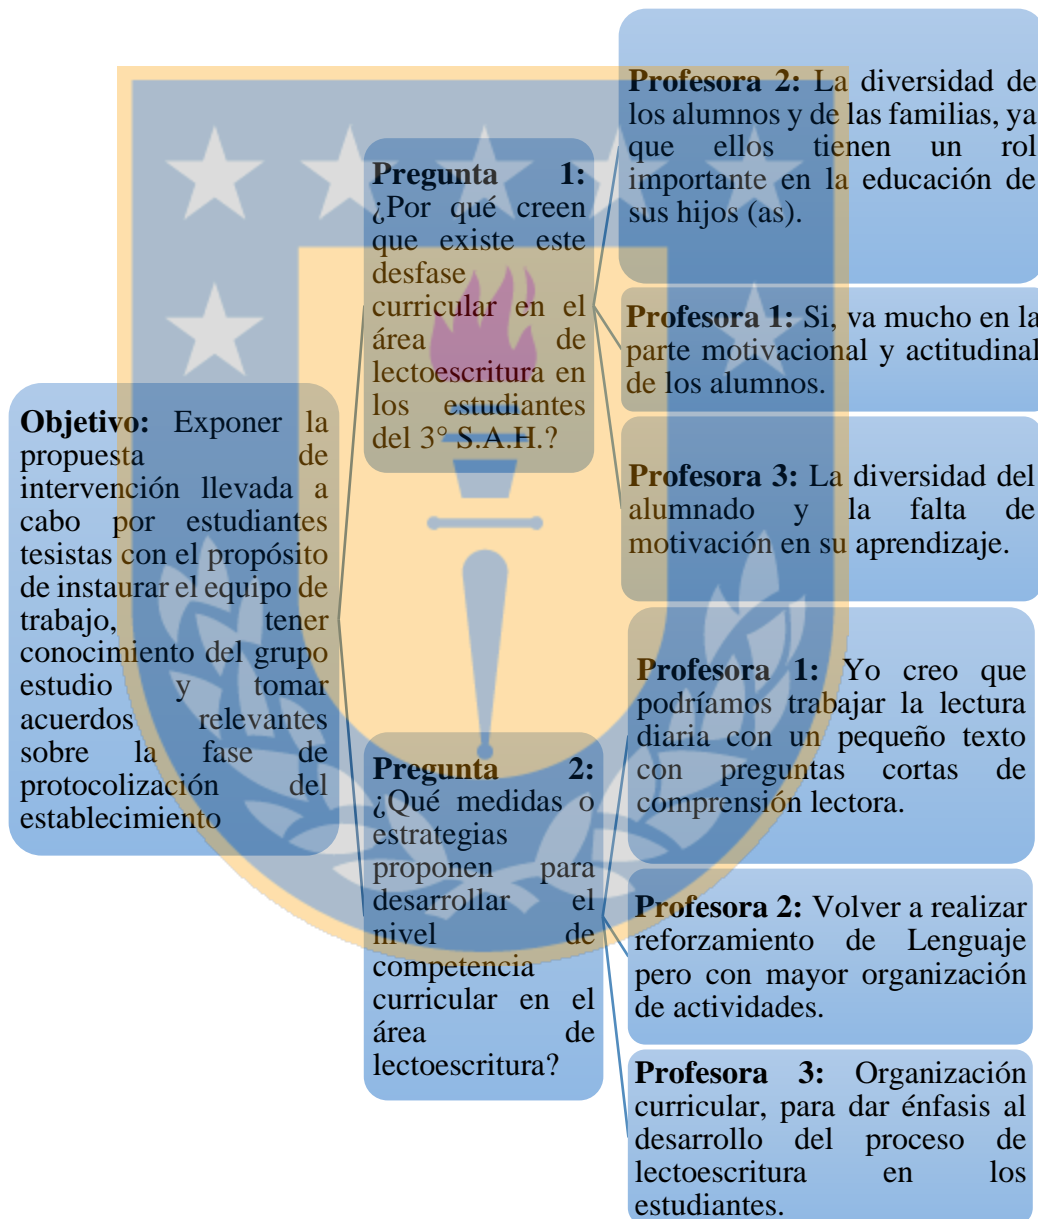 Objetivo: Exponer la
propuesta de
intervención llevada a
cabo por estudiantes
tesistas con el propósito
de instaurar el equipo de
trabajo, tener
conocimiento del grupo
estudio y tomar
acuerdos relevantes
sobre la fase de
protocolización del
establecimiento
Pregunta 1:
¿Por qué creen
que existe este
desfase
curricular en el
área de
lectoescritura en
los estudiantes
del 3° S.A.H.?
Profesora 2: La diversidad de
los alumnos y de las familias, ya
que ellos tienen un rol
importante en la educación de
sus hijos (as).
Profesora 1: Si, va mucho en la
parte motivacional y actitudinal
de los alumnos.
Profesora 3: La diversidad del
alumnado y la falta de
motivación en su aprendizaje.
Pregunta 2:
¿Qué medidas o
estrategias
proponen para
desarrollar el
nivel de
competencia
curricular en el
área de
lectoescritura?
Profesora 1: Yo creo que
podríamos trabajar la lectura
diaria con un pequeño texto
con preguntas cortas de
comprensión lectora.
Profesora 2: Volver a realizar
reforzamiento de Lenguaje
pero con mayor organización
de actividades.
Profesora 3: Organización
curricular, para dar énfasis al
desarrollo del proceso de
lectoescritura en los
estudiantes.